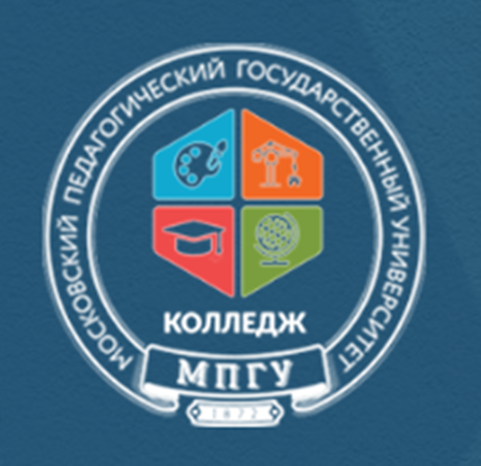 МОСКОВСКИЙ ПЕДАГОГИЧЕСКИЙ ГОСУДАРСТВЕННЫЙ УНИВЕРСИТЕТ
КОЛЛЕДЖ
МПГУ
1872